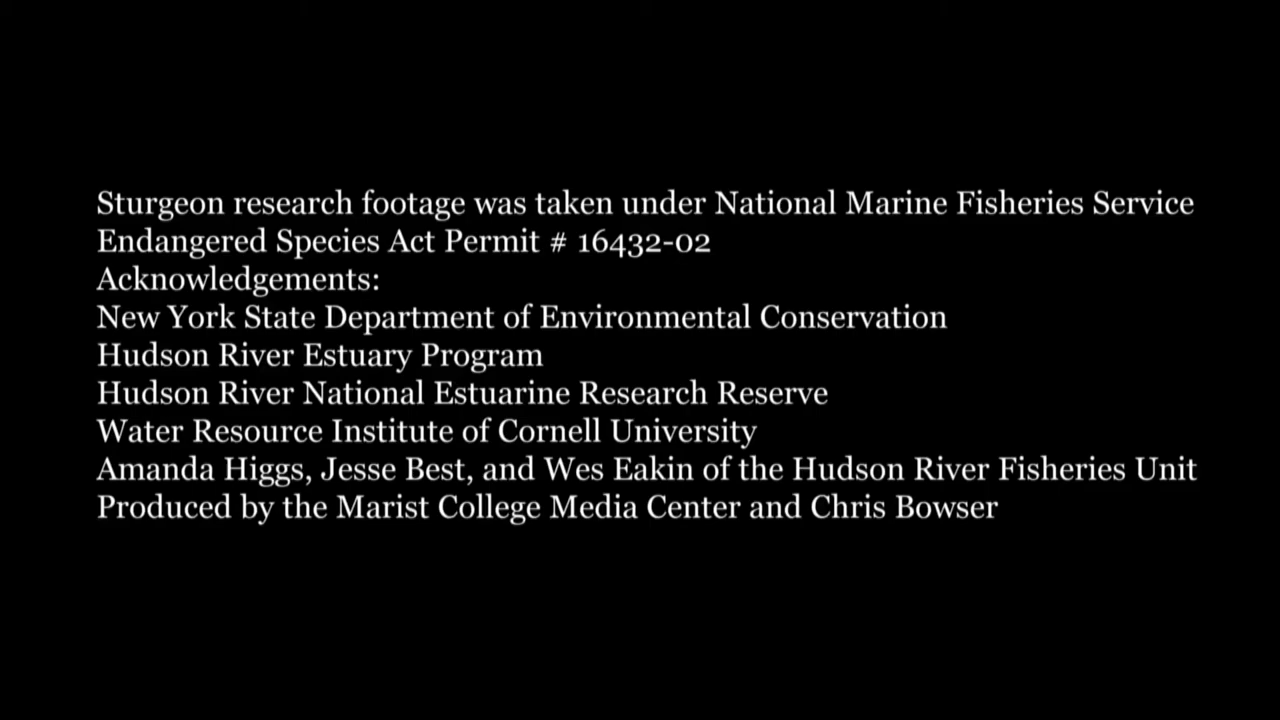 Sturgeon research footage was taken under National Marine Fisheries Service
Endangered Species Act Permit # 16432-02
Acknowledgements:
New York State Department of Environmental Conservation
Hudson River Estuary Program
Hudson River National Estuarine Research Reserve
Water Resource Institute of Cornell University
Amanda Higgs, Jesse Best, and Wes Eakin of the Hudson River Fisheries Unit
Produced by the Marist College Media Center and Chris Bowser